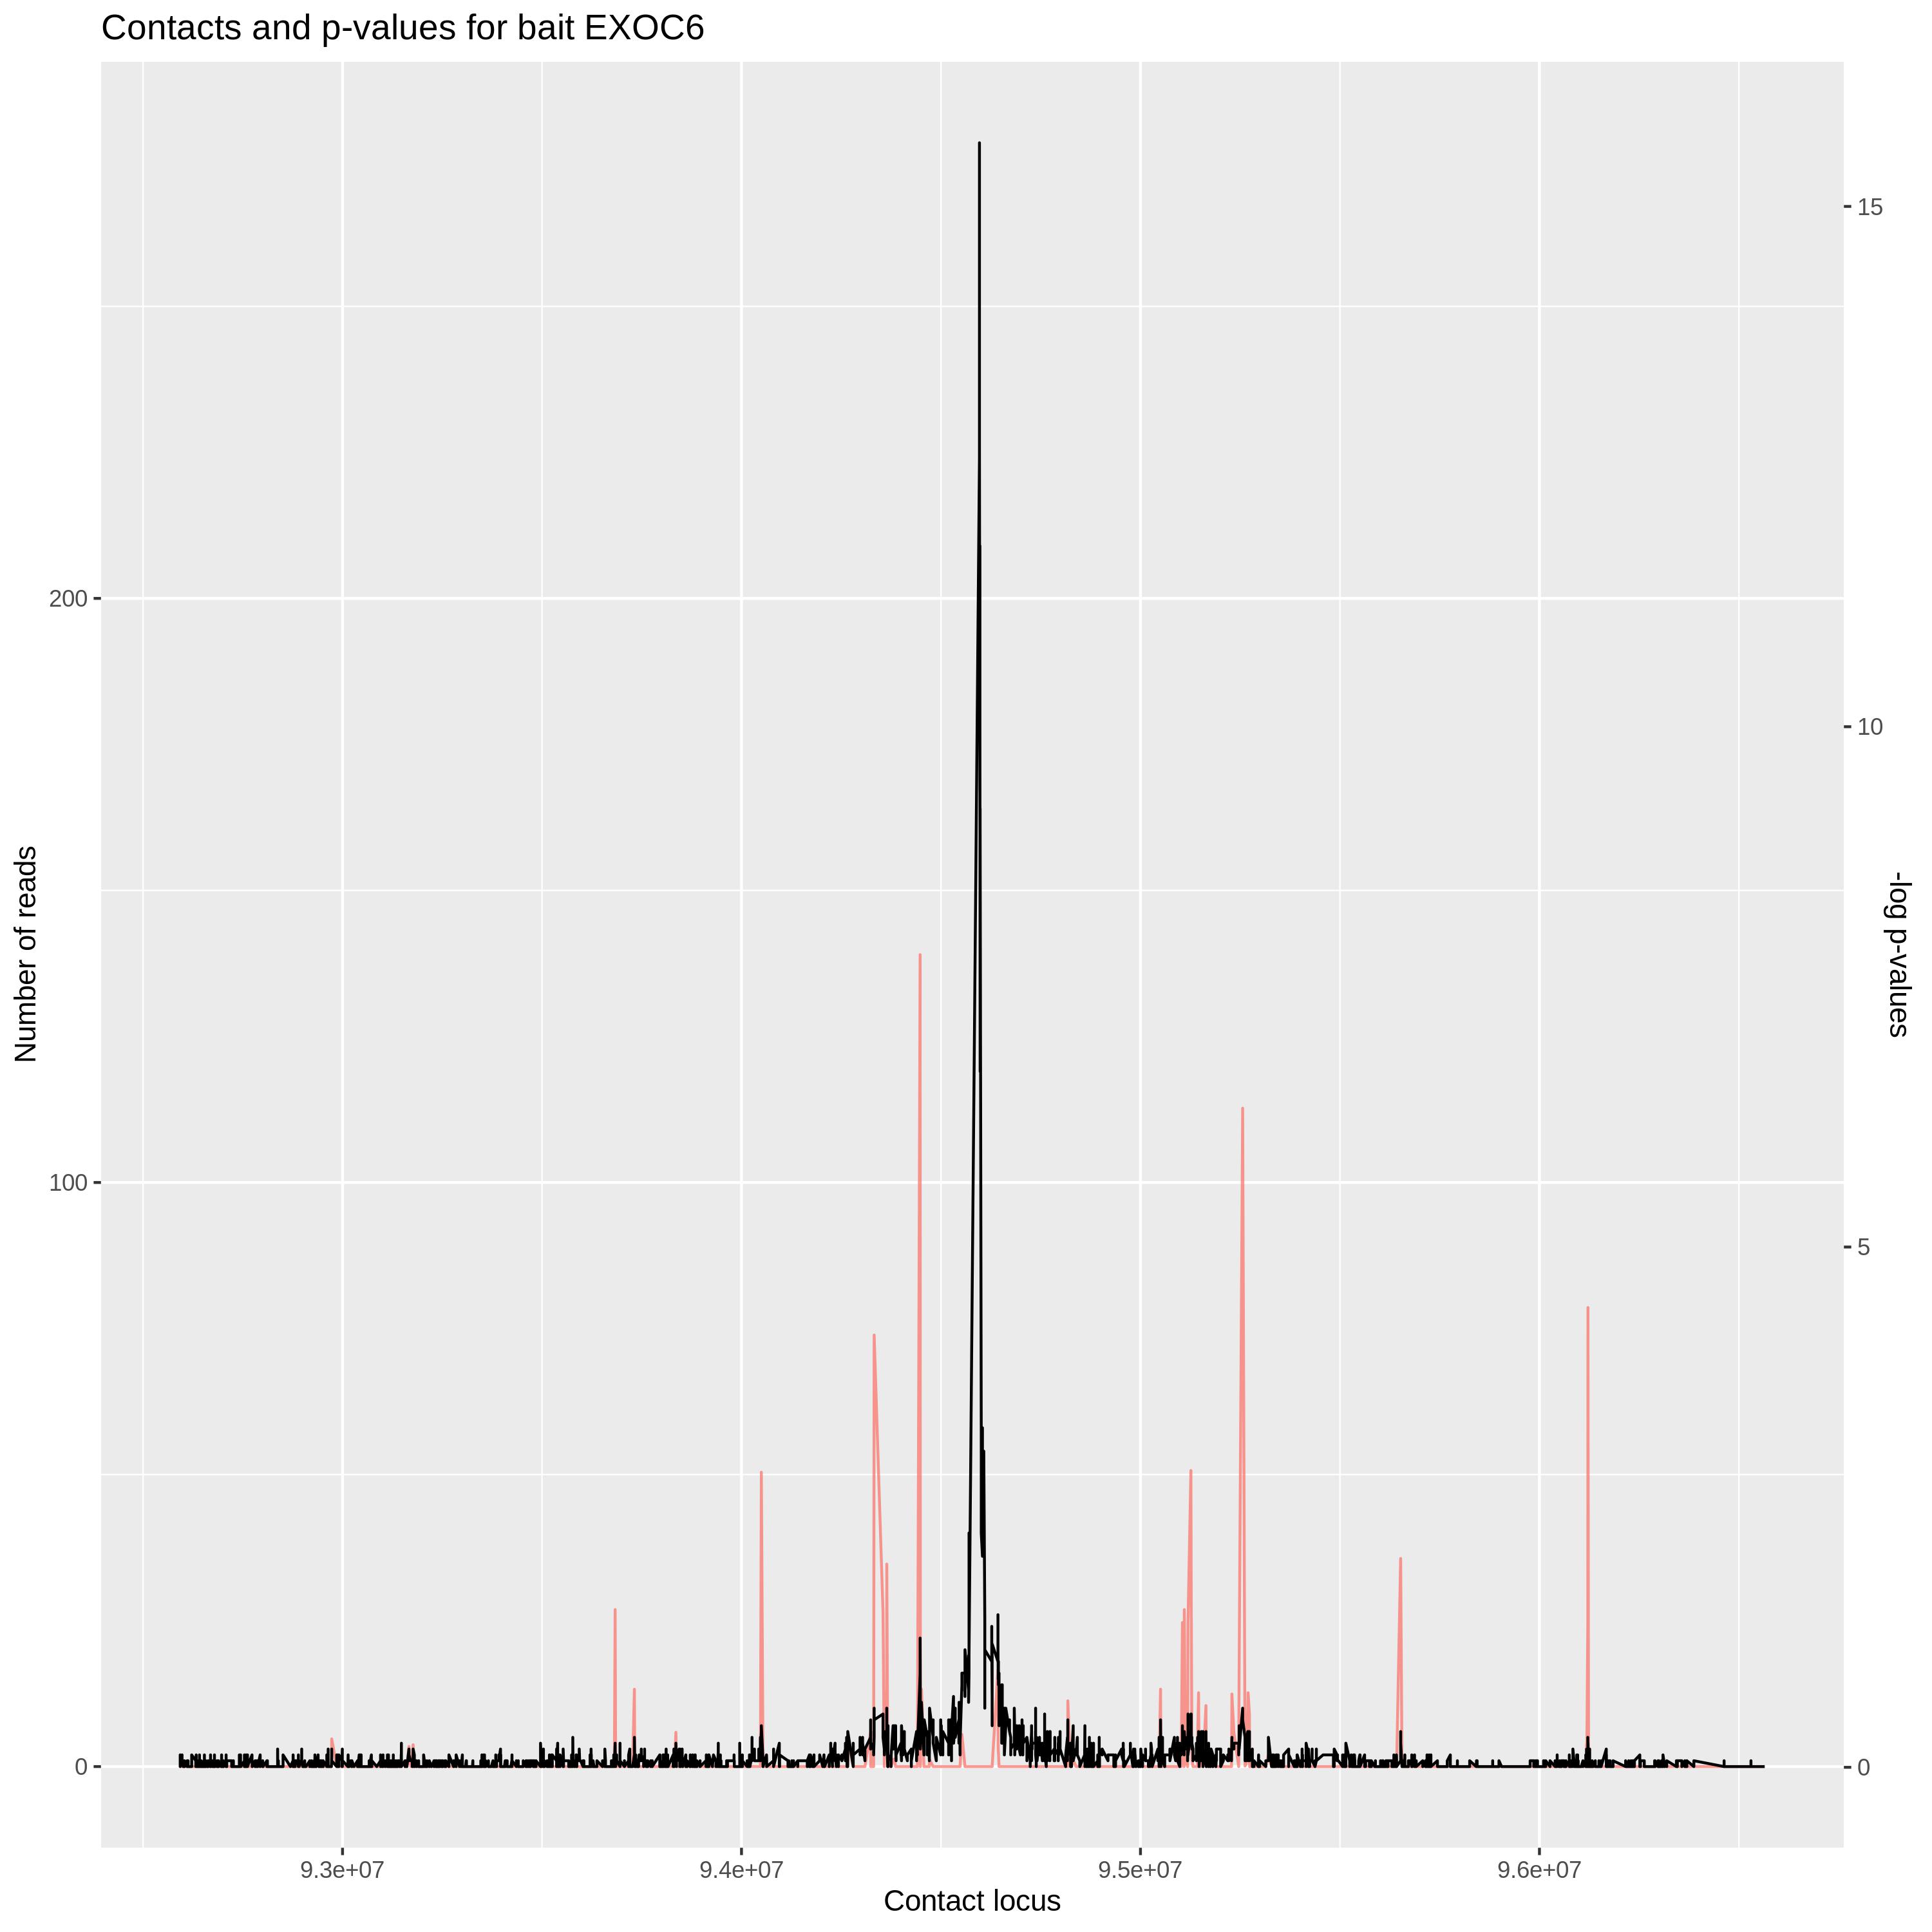 Contacts and p-values for bait EXOC6
Number of reads
200
100
0
15
10
5
0
-log p-values
9.3e+07
9.4e+07
9.5e+07
9.6e+07
Contact locus